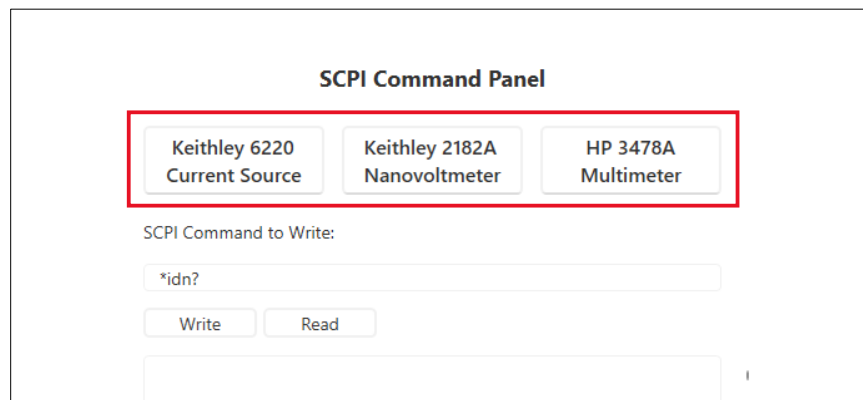 SCPI Command Panel
Keithley 6220
Current Source
Keithley 2182A
Nanovoltmeter
HP 3478A
Multimeter
SCPI Command to Write:
*idn?
Write
Read